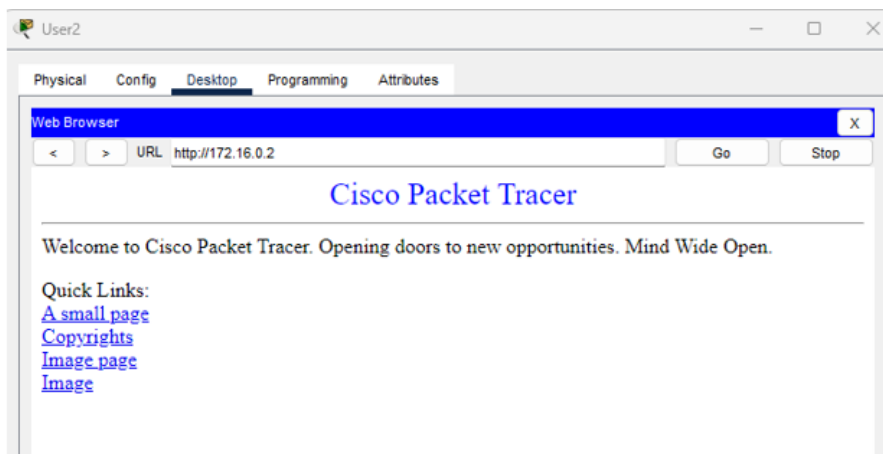 User2
Physical Config Desktop Programming Attributes
Web Browser X
< > URL http://172.16.0.2 Go Stop
Cisco Packet Tracer
Welcome to Cisco Packet Tracer. Opening doors to new opportunities. Mind Wide Open.
Quick Links:
A small page
Copyrights
Image page
Image